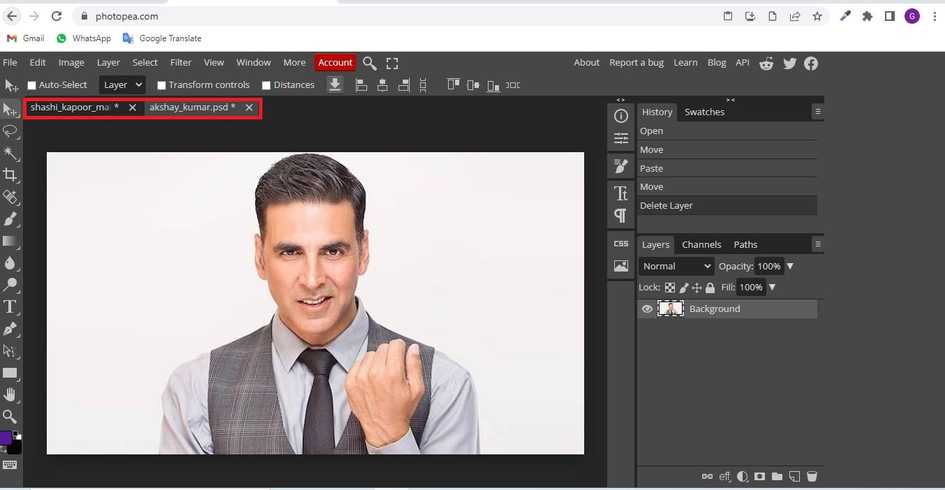 photopea.com
G
Gmail WhatsApp Google Translate
File Edit Image Layer Select Filter View Window More Account About Report a bug Learn Blog API
Auto-Select Layer Transform controls Distances
shashi_kapoor_ma * akshay_kumar.psd *
< > > <
History Swatches
Open
Move
Paste
Move
Delete Layer
CSS
Layers Channels Paths
Normal Opacity: 100%
Lock: Fill: 100%
Background
eff